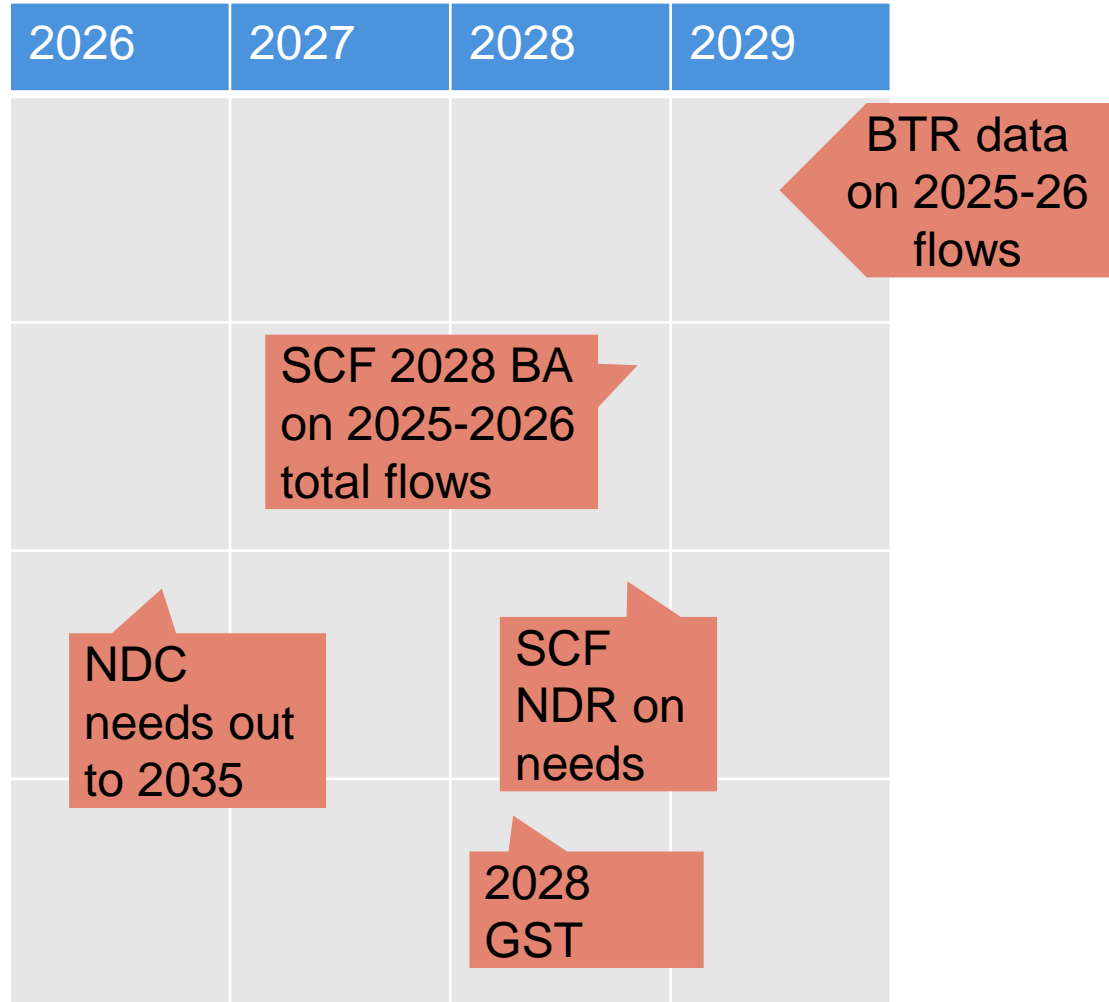 2026 2027 2028 2029
BTR data
on 2025-26
flows
SCF 2028 BA
on 2025-2026
total flows
NDC
needs out
to 2035
SCF
NDR on
needs
2028
GST